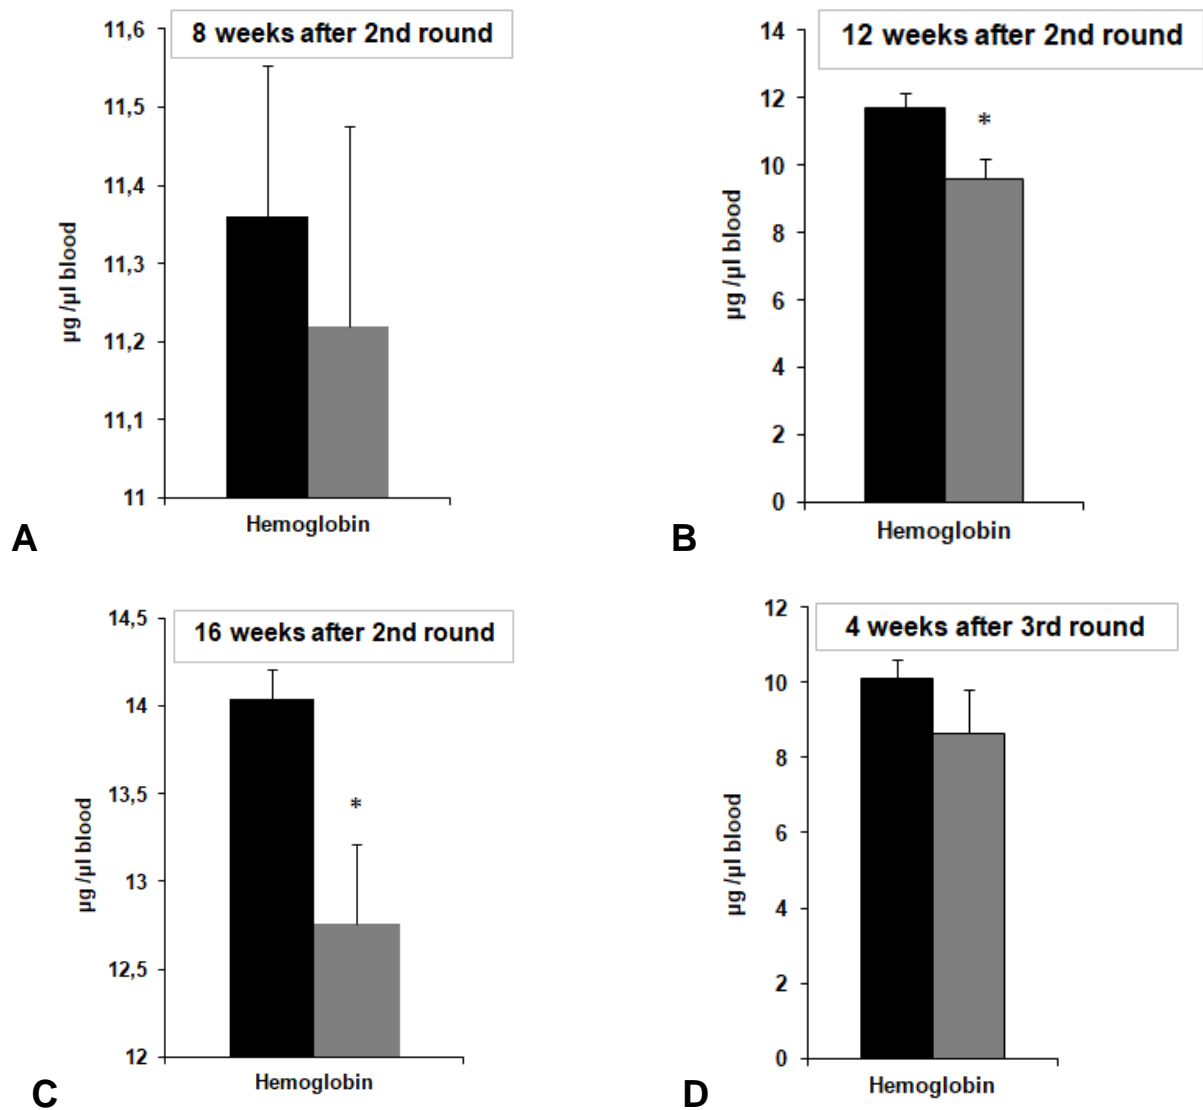 8 weeks after 2nd round
11,6
11,5
11,4
11,3
11,2
11,1
11
µg /µl blood
Hemoglobin
A
12 weeks after 2nd round
14
12
10
8
6
4
2
0
*
µg /µl blood
Hemoglobin
B
16 weeks after 2nd round
14,5
14
13,5
13
12,5
12
*
µg /µl blood
Hemoglobin
C
4 weeks after 3rd round
12
10
8
6
4
2
0
µg /µl blood
Hemoglobin
D